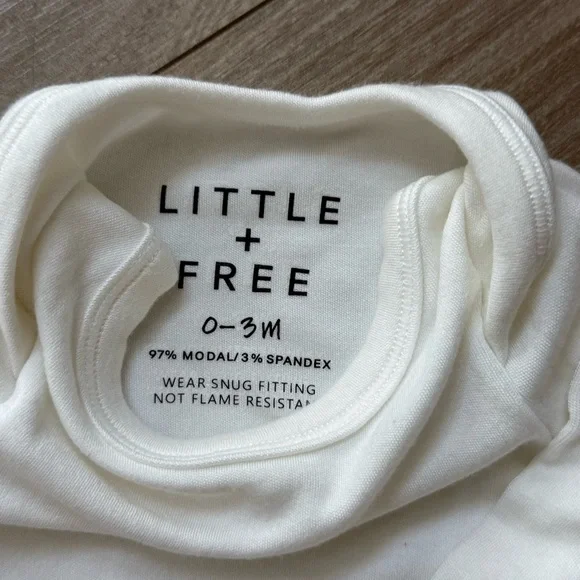 LITTLE
+
FREE
0-3M
97% MODAL/3% SPANDEX
WEAR SNUG FITTING
NOT FLAME